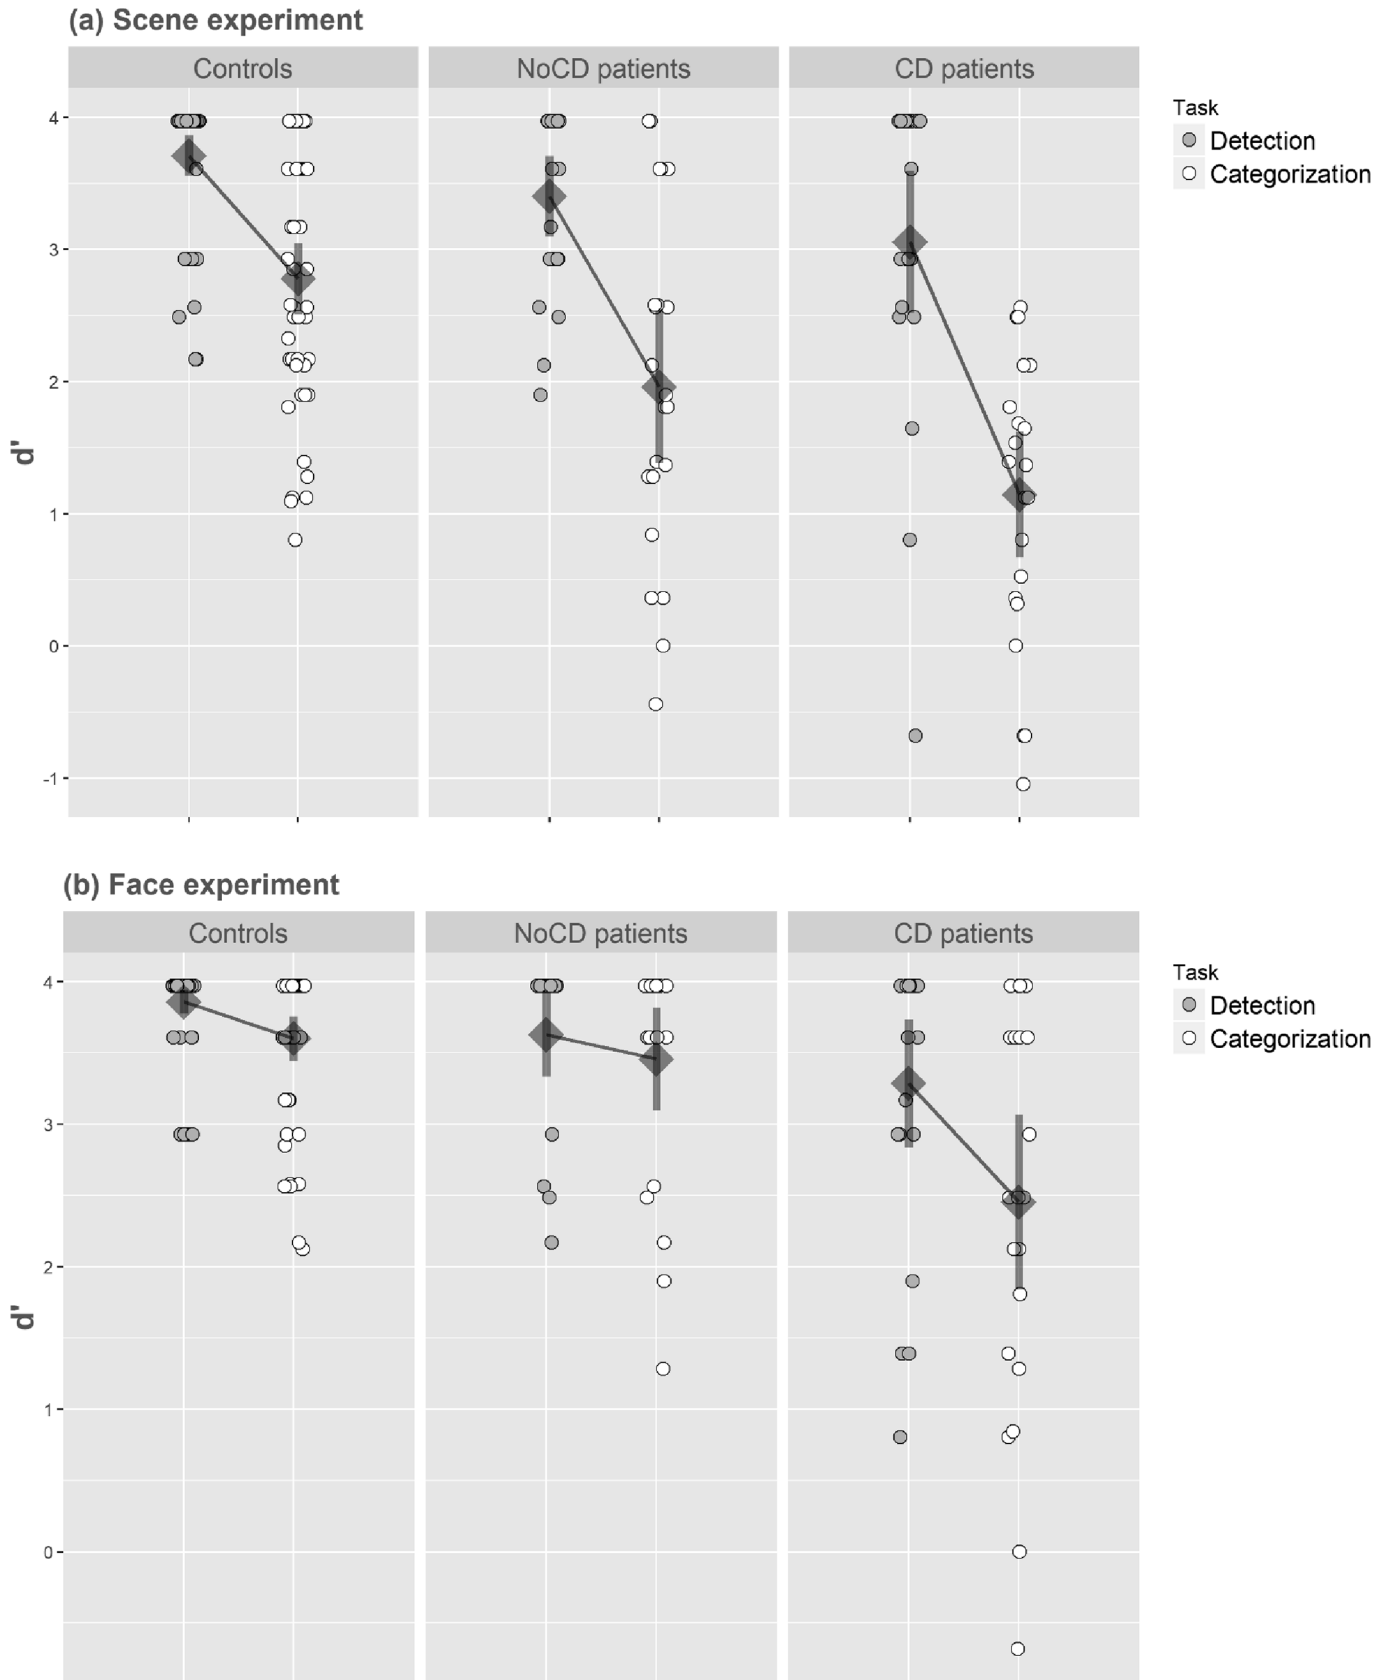 (a) Scene experiment
Controls
NoCD patients
CD patients
Task
Detection
Categorization
4
3
2
1
0
-1
d'
(b) Face experiment
Controls
NoCD patients
CD patients
Task
Detection
Categorization
4
3
2
1
0
d'